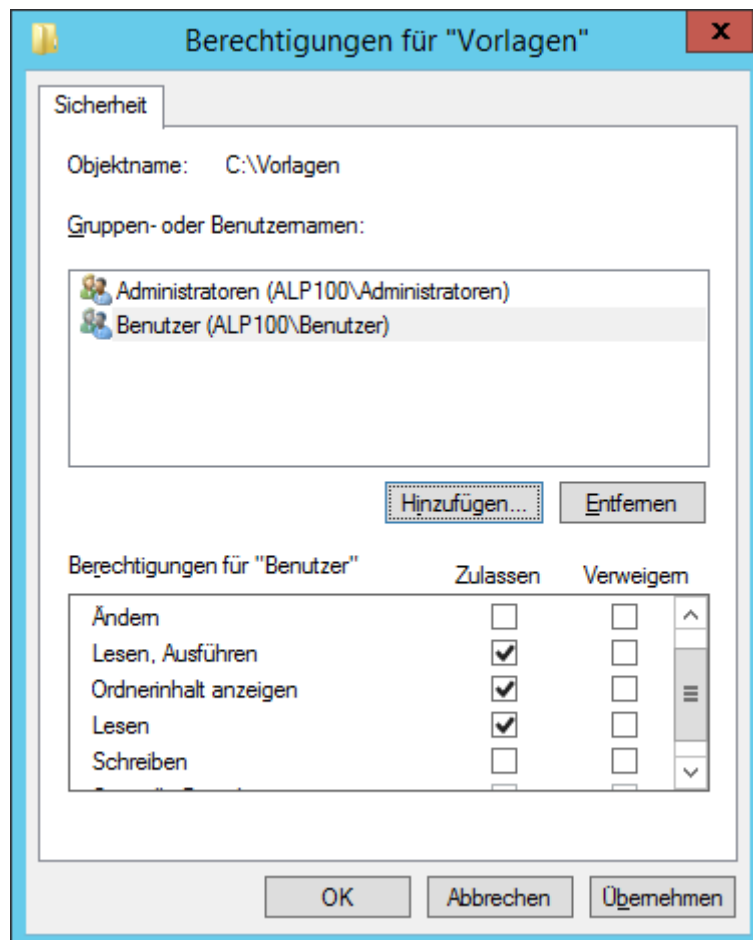 Berechtigungen für "Vorlagen"
x
Sicherheit
Objektname: C:\Vorlagen
Gruppen- oder Benutzernamen:
Administratoren (ALP100\Administratoren)
Benutzer (ALP100\Benutzer)
Hinzufügen... Entfernen
Berechtigungen für "Benutzer" Zulassen Verweigern
Ändern
Lesen, Ausführen
Ordnerinhalt anzeigen
Lesen
Schreiben
OK Abbrechen Übernehmen